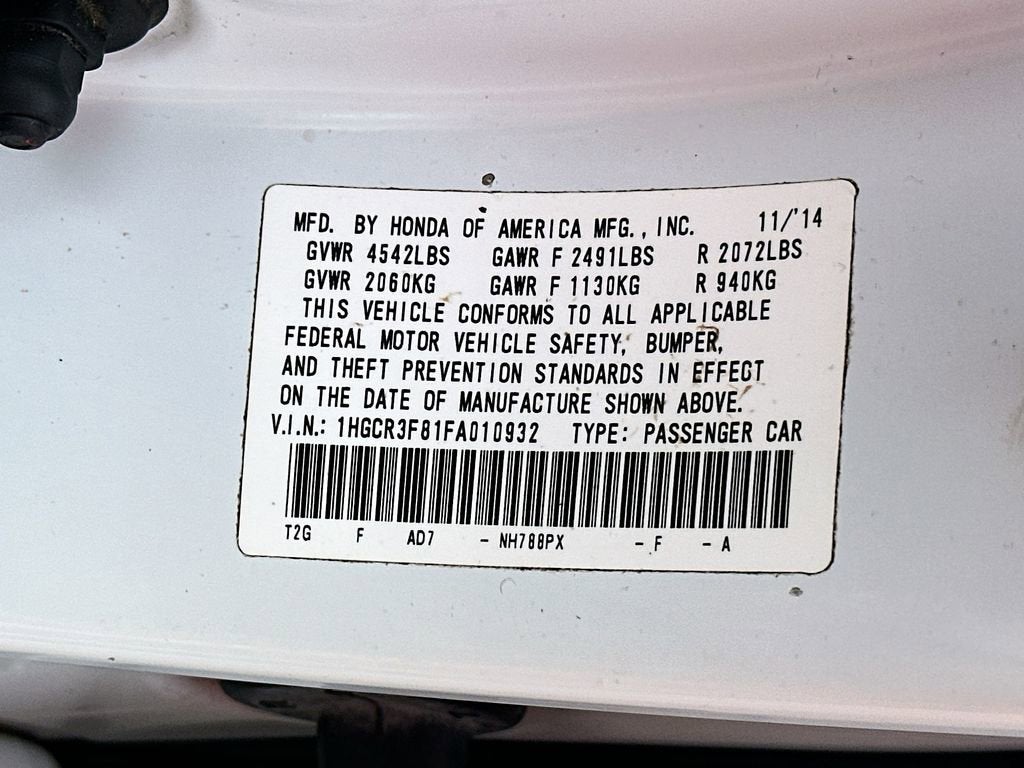 MFD. BY HONDA OF AMERICA MFG., INC. 11/'14
GVWR 4542LBS GAWR F 2491LBS R 2072LBS
GVWR 2060KG GAWR F 1130KG R 940KG
THIS VEHICLE CONFORMS TO ALL APPLICABLE
FEDERAL MOTOR VEHICLE SAFETY, BUMPER,
AND THEFT PREVENTION STANDARDS IN EFFECT
ON THE DATE OF MANUFACTURE SHOWN ABOVE.
V.I.N.: 1HGCR3F81FA010932 TYPE: PASSENGER CAR
T2G F AD7 - NH788PX - F - A